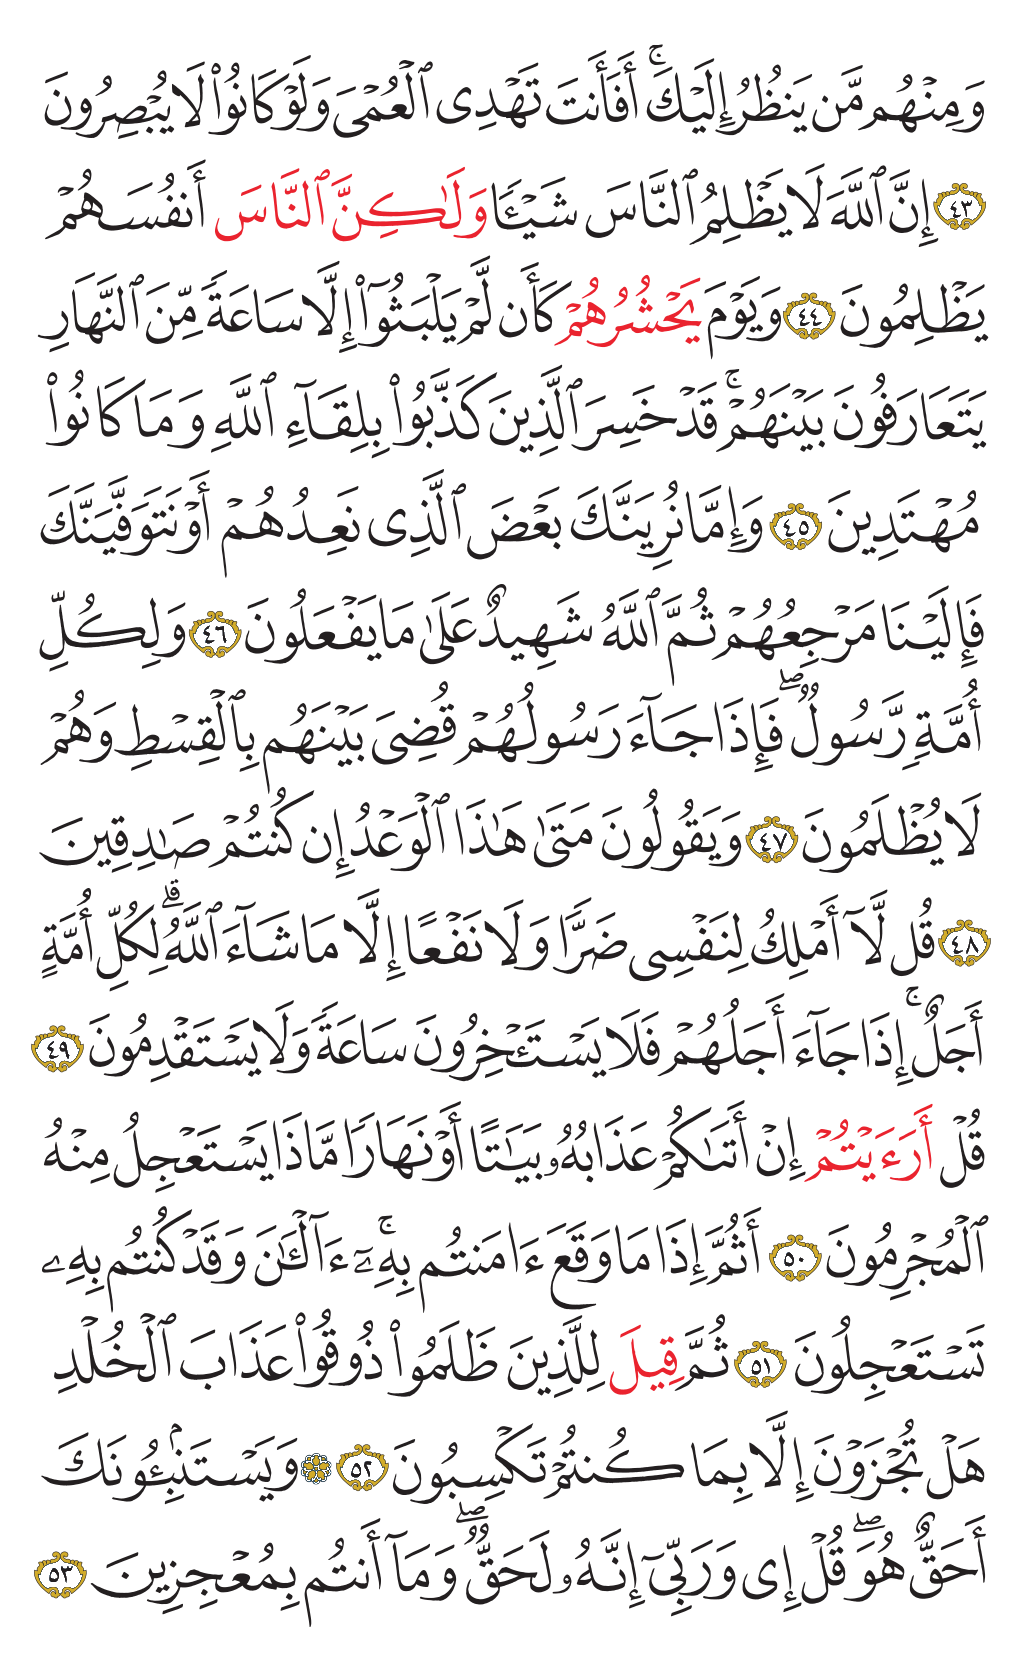 وَمِنْهُم مَّن يَنظُرُ إِلَيْكَۚ أَفَأَنتَ تَهْدِى ٱلْعُمْىَ وَلَوْ كَانُوا۟ لَا يُبْصِرُونَ
٤٣ إِنَّ ٱللَّهَ لَا يَظْلِمُ ٱلنَّاسَ شَيْـًٔا وَلَـٰكِنَّ ٱلنَّاسَ أَنفُسَهُمْ
يَظْلِمُونَ ٤٤ وَيَوْمَ يَحْشُرُهُمْ كَأَن لَّمْ يَلْبَثُوٓا۟ إِلَّا سَاعَةً مِّنَ ٱلنَّهَارِ
يَتَعَارَفُونَ بَيْنَهُمْۚ قَدْ خَسِرَ ٱلَّذِينَ كَذَّبُوا۟ بِلِقَآءِ ٱللَّهِ وَمَا كَانُوا۟
مُهْتَدِينَ ٤٥ وَإِمَّا نُرِيَنَّكَ بَعْضَ ٱلَّذِى نَعِدُهُمْ أَوْ نَتَوَفَّيَنَّكَ
فَإِلَيْنَا مَرْجِعُهُمْ ثُمَّ ٱللَّهُ شَهِيدٌ عَلَىٰ مَا يَفْعَلُونَ ٤٦ وَلِكُلِّ
أُمَّةٍ رَّسُولٌۖ فَإِذَا جَآءَ رَسُولُهُمْ قُضِىَ بَيْنَهُم بِٱلْقِسْطِ وَهُمْ
لَا يُظْلَمُونَ ٤٧ وَيَقُولُونَ مَتَىٰ هَـٰذَا ٱلْوَعْدُ إِن كُنتُمْ صَـٰدِقِينَ
٤٨ قُل لَّآ أَمْلِكُ لِنَفْسِى ضَرًّا وَلَا نَفْعًا إِلَّا مَا شَآءَ ٱللَّهُۗ لِكُلِّ أُمَّةٍ
أَجَلٌۚ إِذَا جَآءَ أَجَلُهُمْ فَلَا يَسْتَـْٔخِرُونَ سَاعَةً وَلَا يَسْتَقْدِمُونَ ٤٩
قُلْ أَرَءَيْتُمْ إِنْ أَتَىٰكُمْ عَذَابُهُۥ بَيَـٰتًا أَوْ نَهَارًا مَّاذَا يَسْتَعْجِلُ مِنْهُ
ٱلْمُجْرِمُونَ ٥٠ أَثُمَّ إِذَا مَا وَقَعَ ءَامَنتُم بِهِۦٓۚ ءَآلْـَٔـٰنَ وَقَدْ كُنتُم بِهِۦ
تَسْتَعْجِلُونَ ٥١ ثُمَّ قِيلَ لِلَّذِينَ ظَلَمُوا۟ ذُوقُوا۟ عَذَابَ ٱلْخُلْدِ
هَلْ تُجْزَوْنَ إِلَّا بِمَا كُنتُمْ تَكْسِبُونَ ٥٢ ۞ وَيَسْتَنۢبِـُٔونَكَ
أَحَقٌّ هُوَۖ قُلْ إِى وَرَبِّىٓ إِنَّهُۥ لَحَقٌّۖ وَمَآ أَنتُم بِمُعْجِزِينَ ٥٣